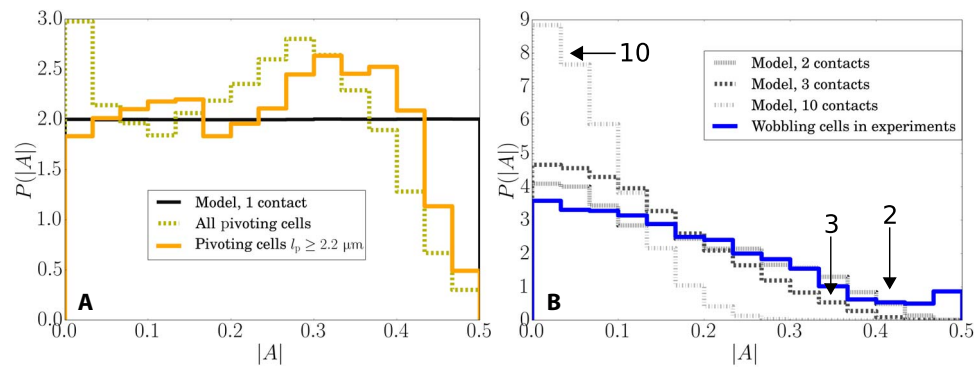 3.0
2.5
2.0
1.5
1.0
0.5
0.0
P(|A|)
Model, 1 contact
All pivoting cells
Pivoting cells lp ≥ 2.2 μm
A
0.0 0.1 0.2 0.3 0.4 0.5
|A|
9
8
7
6
5
4
3
2
1
0
P(|A|)
10
Model, 2 contacts
Model, 3 contacts
Model, 10 contacts
Wobbling cells in experiments
3
2
B
0.0 0.1 0.2 0.3 0.4 0.5
|A|